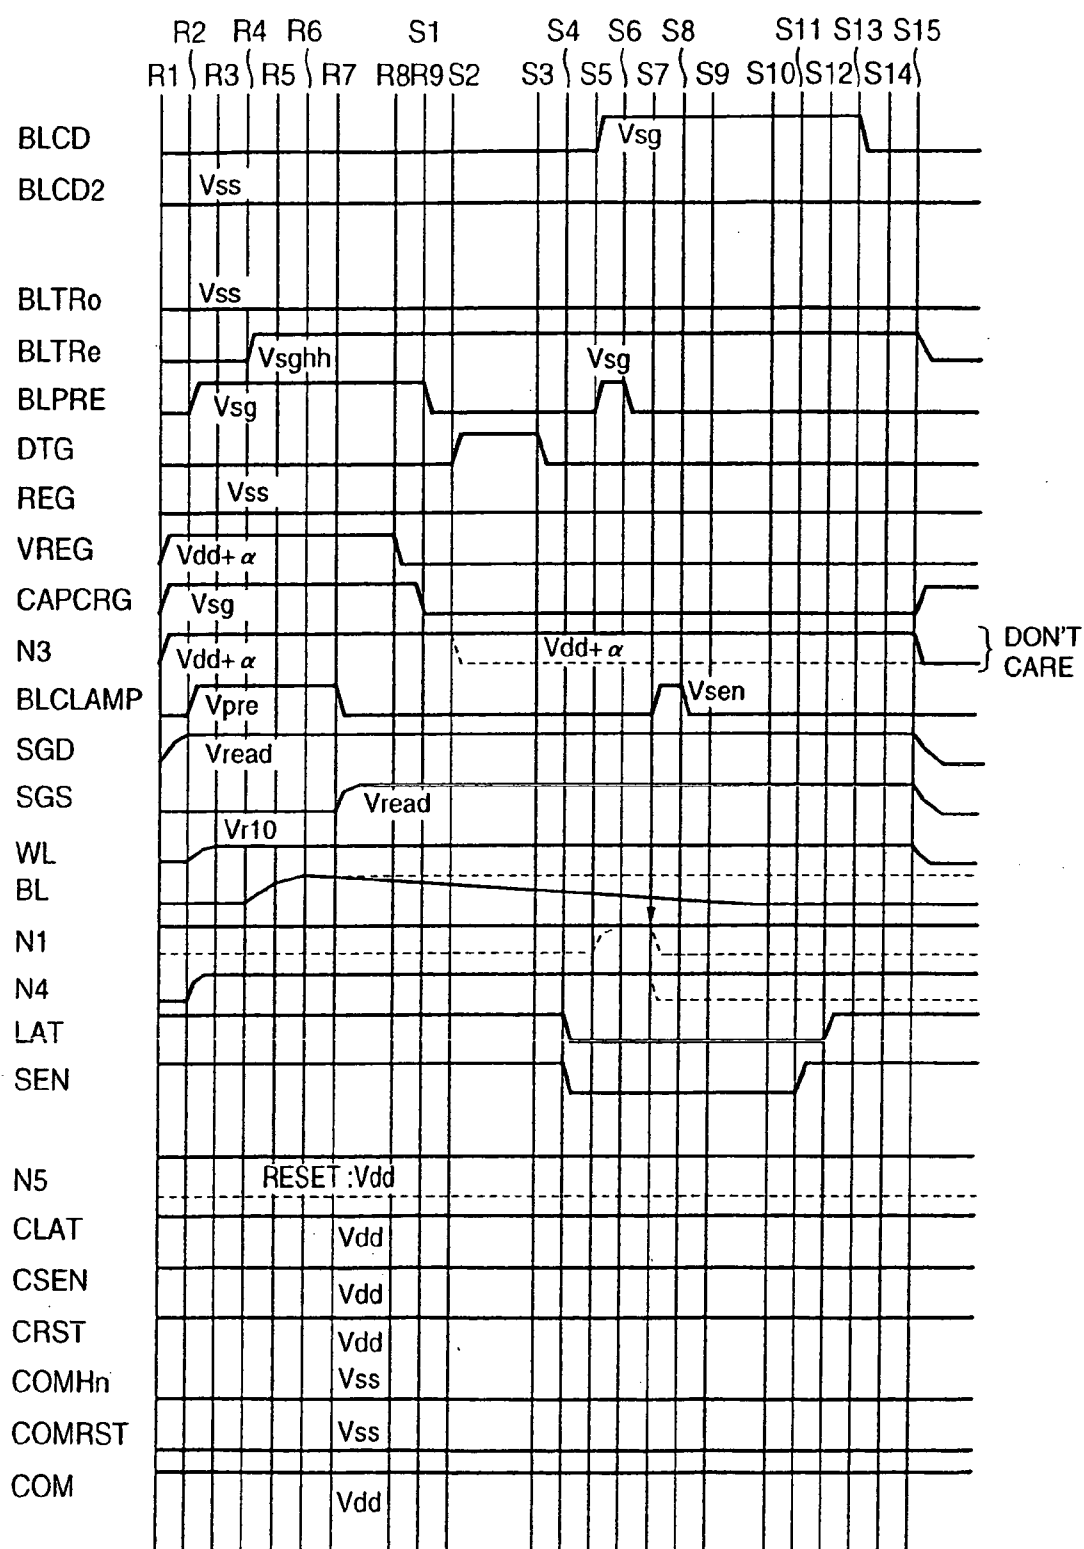 R2 R4 R6 S1 S4 S6 S8 S11 S13 S15
R1 R3 R5 R7 R8R9 S2 S3 S5 S7 S9 S10 S12 S14
BLCD Vsg
BLCD2 Vss
BLTRo Vss
BLTRe Vsghh Vsg
BLPRE Vsg
DTG
REG Vss
VREG Vdd+α
CAPCRG Vsg
N3 Vdd+α Vdd+α DON'T
CARE
BLCLAMP Vpre Vsen
SGD Vread
SGS Vread
WL Vr10
BL
N1
N4
LAT
SEN
N5 RESET :Vdd
CLAT Vdd
CSEN Vdd
CRST Vdd
COMHn Vss
COMRST Vss
COM Vdd